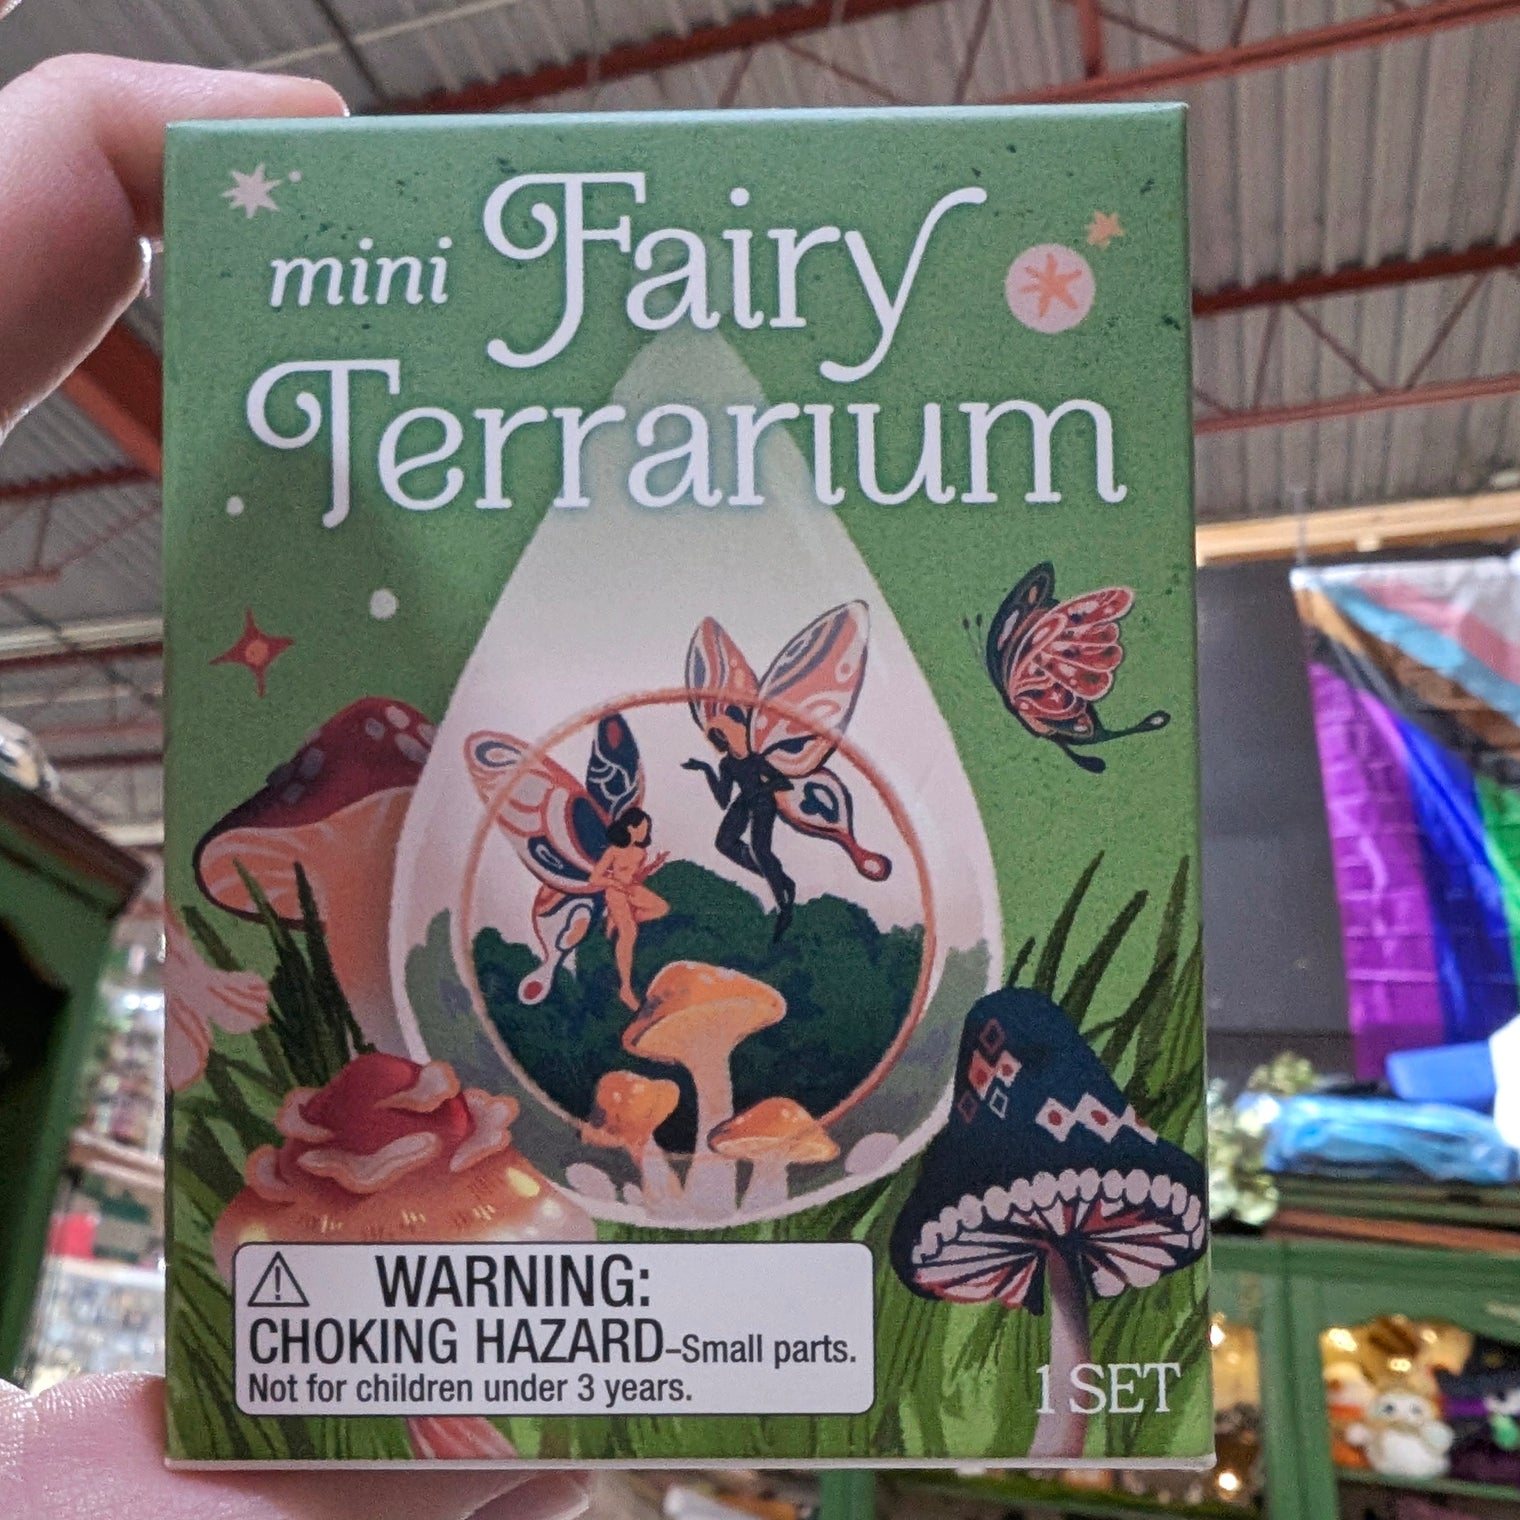 mini Fairy
Terrarium
WARNING:
CHOKING HAZARD–Small parts.
Not for children under 3 years.
1 SET